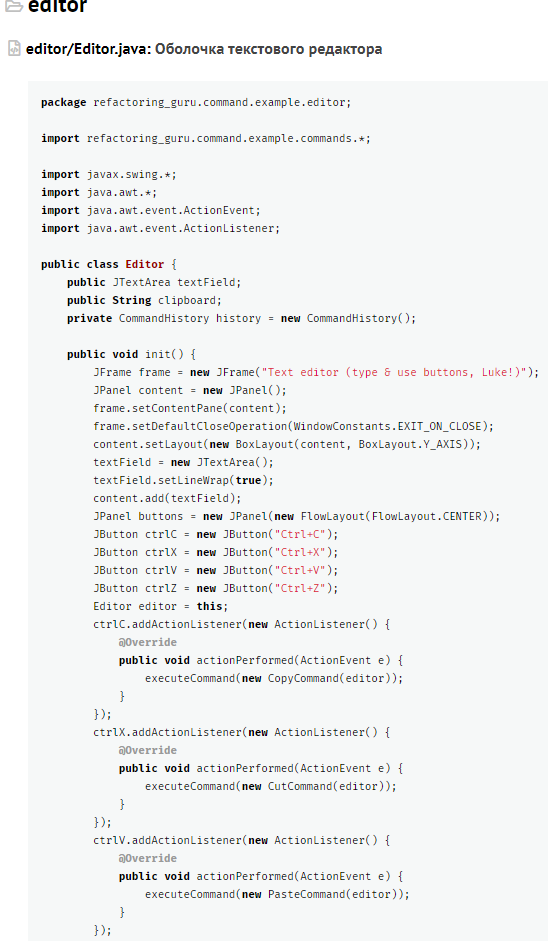 editor
editor/Editor.java: Оболочка текстового редактора
package refactoring_guru.command.example.editor;
import refactoring_guru.command.example.commands.*;
import javax.swing.*;
import java.awt.*;
import java.awt.event.ActionEvent;
import java.awt.event.ActionListener;
public class Editor {
    public JTextArea textField;
    public String clipboard;
    private CommandHistory history = new CommandHistory();
    public void init() {
        JFrame frame = new JFrame("Text editor (type & use buttons, Luke!)");
        JPanel content = new JPanel();
        frame.setContentPane(content);
        frame.setDefaultCloseOperation(WindowConstants.EXIT_ON_CLOSE);
        content.setLayout(new BoxLayout(content, BoxLayout.Y_AXIS));
        textField = new JTextArea();
        textField.setLineWrap(true);
        content.add(textField);
        JPanel buttons = new JPanel(new FlowLayout(FlowLayout.CENTER));
        JButton ctrlC = new JButton("Ctrl+C");
        JButton ctrlX = new JButton("Ctrl+X");
        JButton ctrlV = new JButton("Ctrl+V");
        JButton ctrlZ = new JButton("Ctrl+Z");
        Editor editor = this;
        ctrlC.addActionListener(new ActionListener() {
            @Override
            public void actionPerformed(ActionEvent e) {
                executeCommand(new CopyCommand(editor));
            }
        });
        ctrlX.addActionListener(new ActionListener() {
            @Override
            public void actionPerformed(ActionEvent e) {
                executeCommand(new CutCommand(editor));
            }
        });
        ctrlV.addActionListener(new ActionListener() {
            @Override
            public void actionPerformed(ActionEvent e) {
                executeCommand(new PasteCommand(editor));
            }
        });